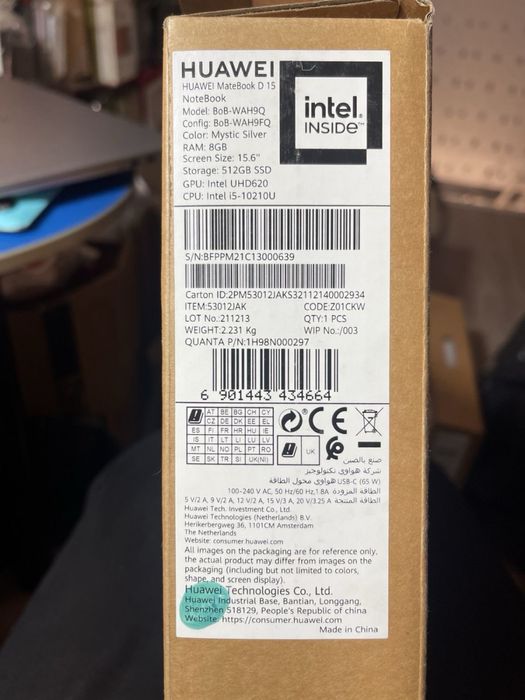 HUAWEI
HUAWEI MateBook D 15
NoteBook
Model: BoB-WAH9Q
Config: BoB-WAH9FQ
Color: Mystic Silver
RAM: 8GB
Screen Size: 15.6"
Storage: 512GB SSD
GPU: Intel UHD620
CPU: Intel i5-10210U
intel®
INSIDE™
S/N:BFPPM21C13000639
Carton ID:2PM53012JAKS32112140002934
ITEM:53012JAK CODE:Z01CKW
LOT No.:211213 QTY:1 PCS
WEIGHT:2.231 Kg WIP No.:/003
QUANTA P/N:1H98N000297
6 901443 434664
AT BE BG CH CY
CZ DE DK EE EL
ES FI FR HR HU IE
IS IT LT LI LU LV
MT NL NO PL PT RO
SE SK TR SI UK(NI)
UK
CE
صنع بالصين
شركة هواوي تكنولوجيز
هواوي محول الطاقة USB-C (65 W)
الطاقة المزودة 100-240 V AC, 50 Hz/60 Hz,1.8A
الطاقة المنتجة 5 V/2 A, 9 V/2 A, 12 V/2 A, 15 V/3 A, 20 V/3.25 A
Huawei Tech. Investment Co., Ltd.
Huawei Technologies (Netherlands) B.V.
Herikerbergweg 36, 1101CM Amsterdam
The Netherlands
Website: consumer.huawei.com
All images on the packaging are for reference only,
the actual product may differ from images on the
packaging (including but not limited to colors,
shape, and screen display).
Huawei Technologies Co., Ltd.
Huawei Industrial Base, Bantian, Longgang,
Shenzhen 518129, People's Republic of china
Website: https://consumer.huawei.com
Made in China